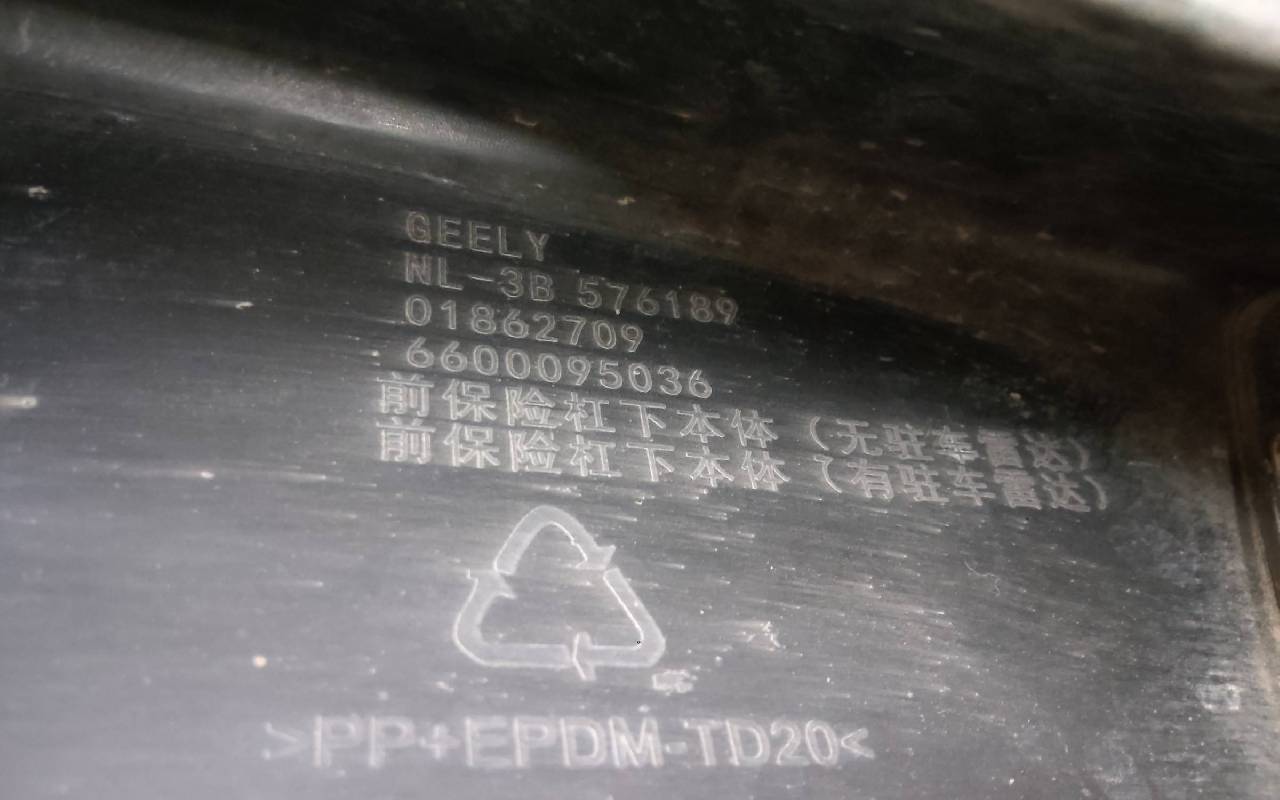 GEELY
NL-3B 576189
01862709
6600095036
前保险杠下本体（无驻车雷达）
前保险杠下本体（有驻车雷达）
>PP+EPDM-TD20<